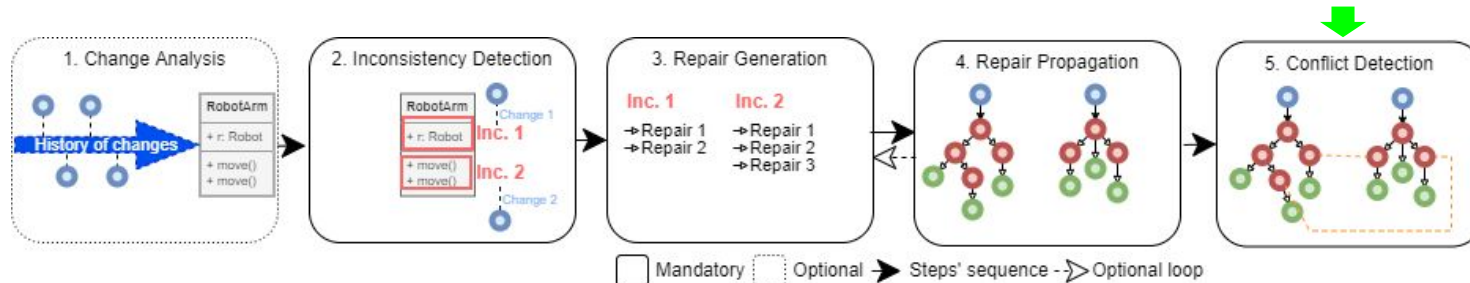 1. Change Analysis
History of changes
RobotArm
+ r: Robot
+ move()
+ move()
2. Inconsistency Detection
RobotArm
Change 1
+ r: Robot
Inc. 1
+ move()
+ move()
Inc. 2
Change 2
3. Repair Generation
Inc. 1
Repair 1
Repair 2
Inc. 2
Repair 1
Repair 2
Repair 3
4. Repair Propagation
5. Conflict Detection
Mandatory
Optional
Steps' sequence
Optional loop